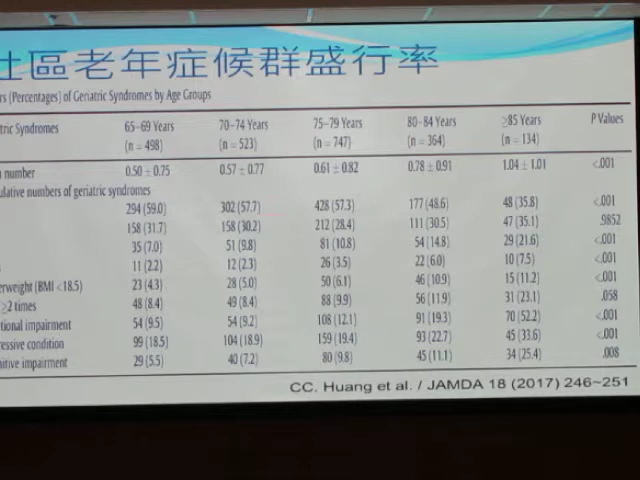 社區老年症候群盛行率
rs (Percentages) of Geriatric Syndromes by Age Groups
tric Syndromes 65–69 Years 70–74 Years 75–79 Years 80–84 Years ≥85 Years P Values
(n = 498) (n = 523) (n = 747) (n = 364) (n = 134)
number 0.50 ± 0.75 0.57 ± 0.77 0.61 ± 0.82 0.78 ± 0.91 1.04 ± 1.01 <.001
ulative numbers of geriatric syndromes
294 (59.0) 302 (57.7) 428 (57.3) 177 (48.6) 48 (35.8) <.001
158 (31.7) 158 (30.2) 212 (28.4) 111 (30.5) 47 (35.1) .9852
35 (7.0) 51 (9.8) 81 (10.8) 54 (14.8) 29 (21.6) <.001
11 (2.2) 12 (2.3) 26 (3.5) 22 (6.0) 10 (7.5) <.001
erweight (BMI <18.5) 23 (4.3) 28 (5.0) 50 (6.1) 46 (10.9) 15 (11.2) <.001
≥2 times 48 (8.4) 49 (8.4) 88 (9.9) 56 (11.9) 31 (23.1) .058
tional impairment 54 (9.5) 54 (9.2) 108 (12.1) 91 (19.3) 70 (52.2) <.001
ressive condition 99 (18.5) 104 (18.9) 159 (19.4) 93 (22.7) 45 (33.6) <.001
nitive impairment 29 (5.5) 40 (7.2) 80 (9.8) 45 (11.1) 34 (25.4) .008
CC. Huang et al. / JAMDA 18 (2017) 246~251